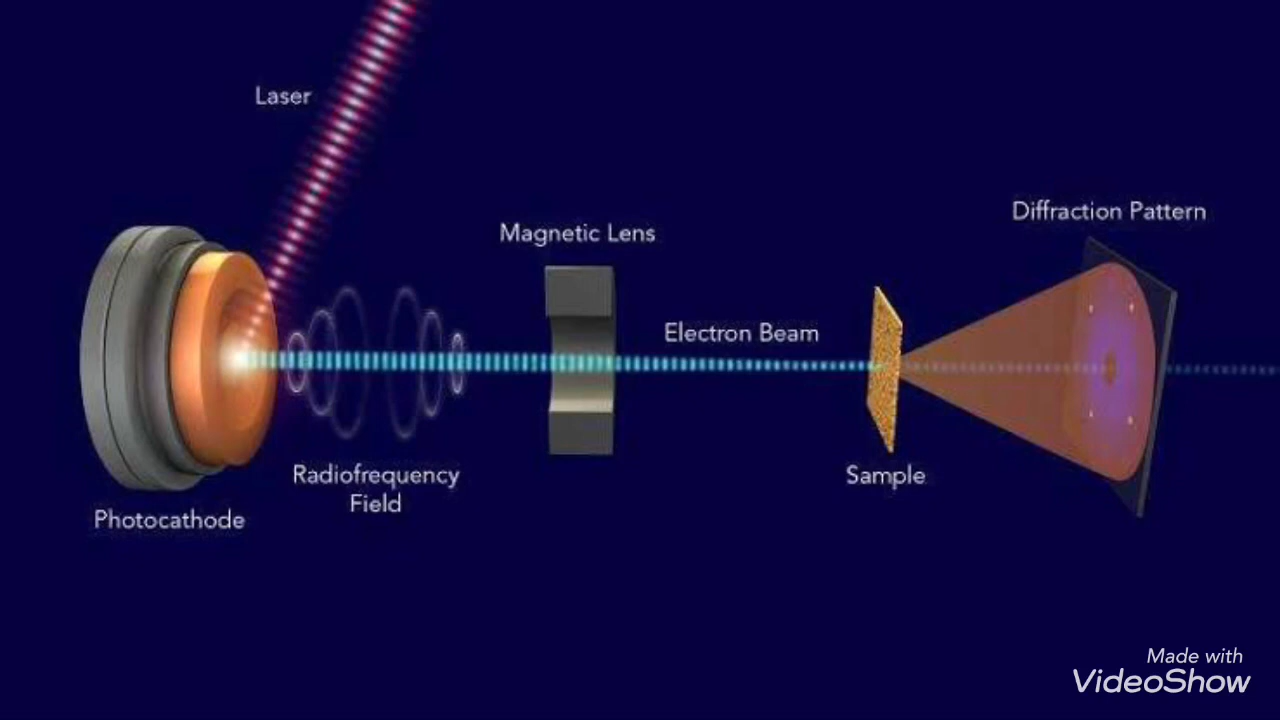 Laser
Diffraction Pattern
Magnetic Lens
Electron Beam
Radiofrequency
Field
Sample
Photocathode
Made with
VideoShow